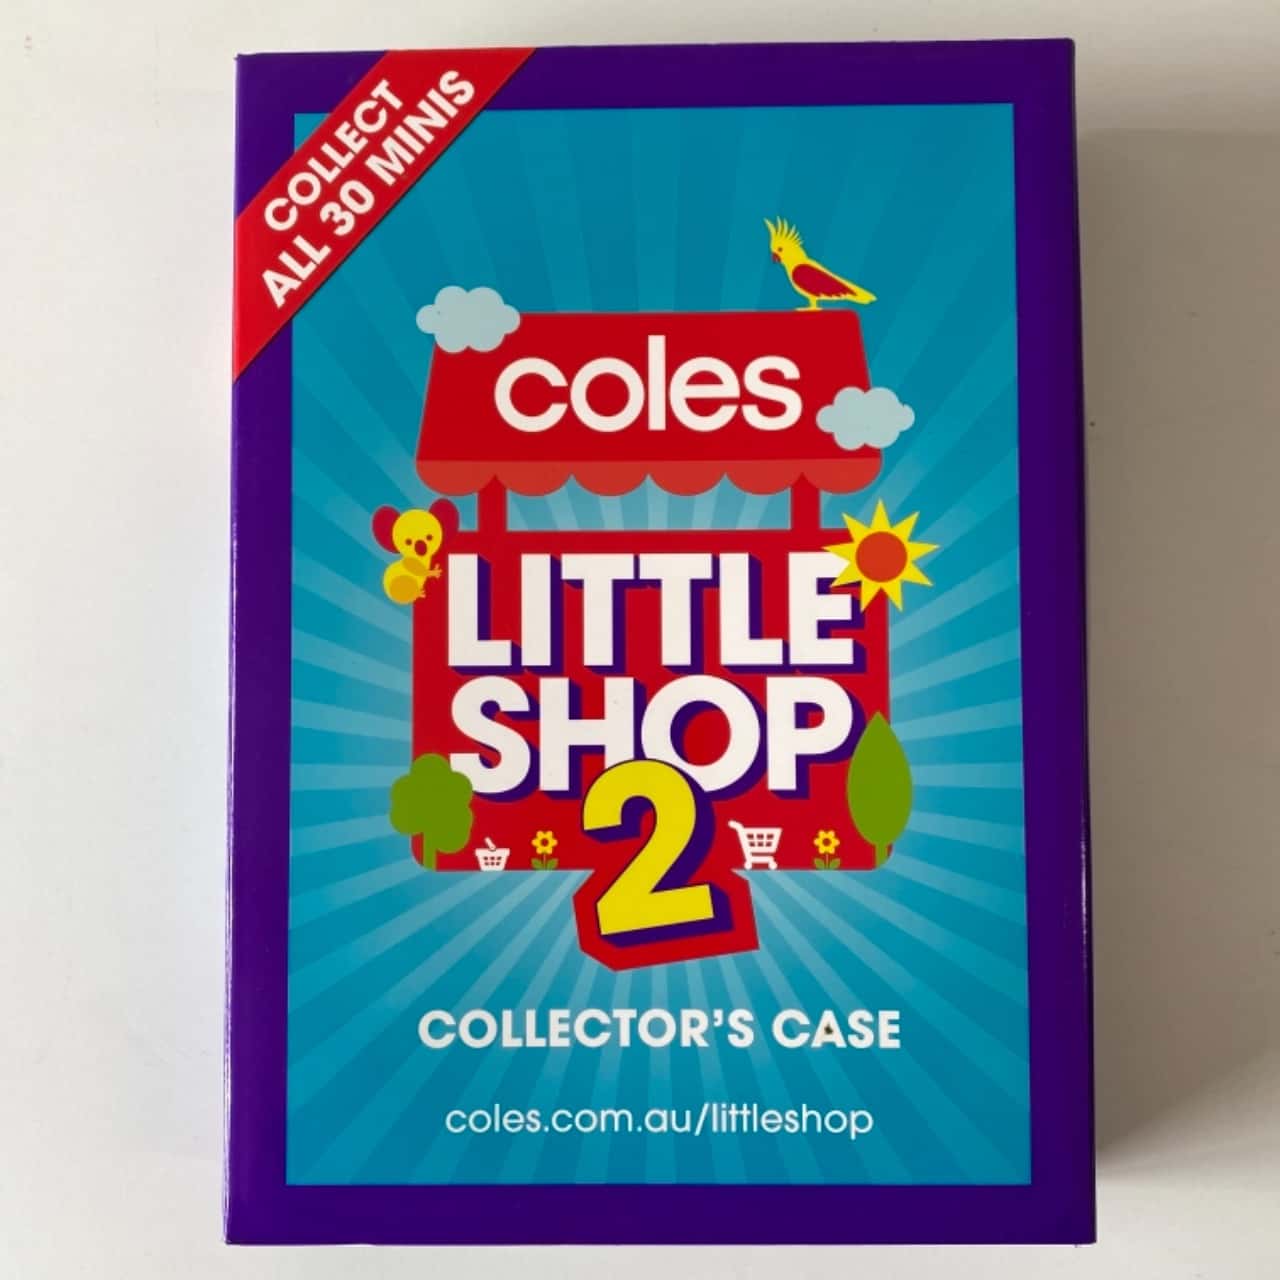 COLLECT
ALL 30 MINIS
coles
LITTLE
SHOP
2
COLLECTOR'S CASE
coles.com.au/littleshop